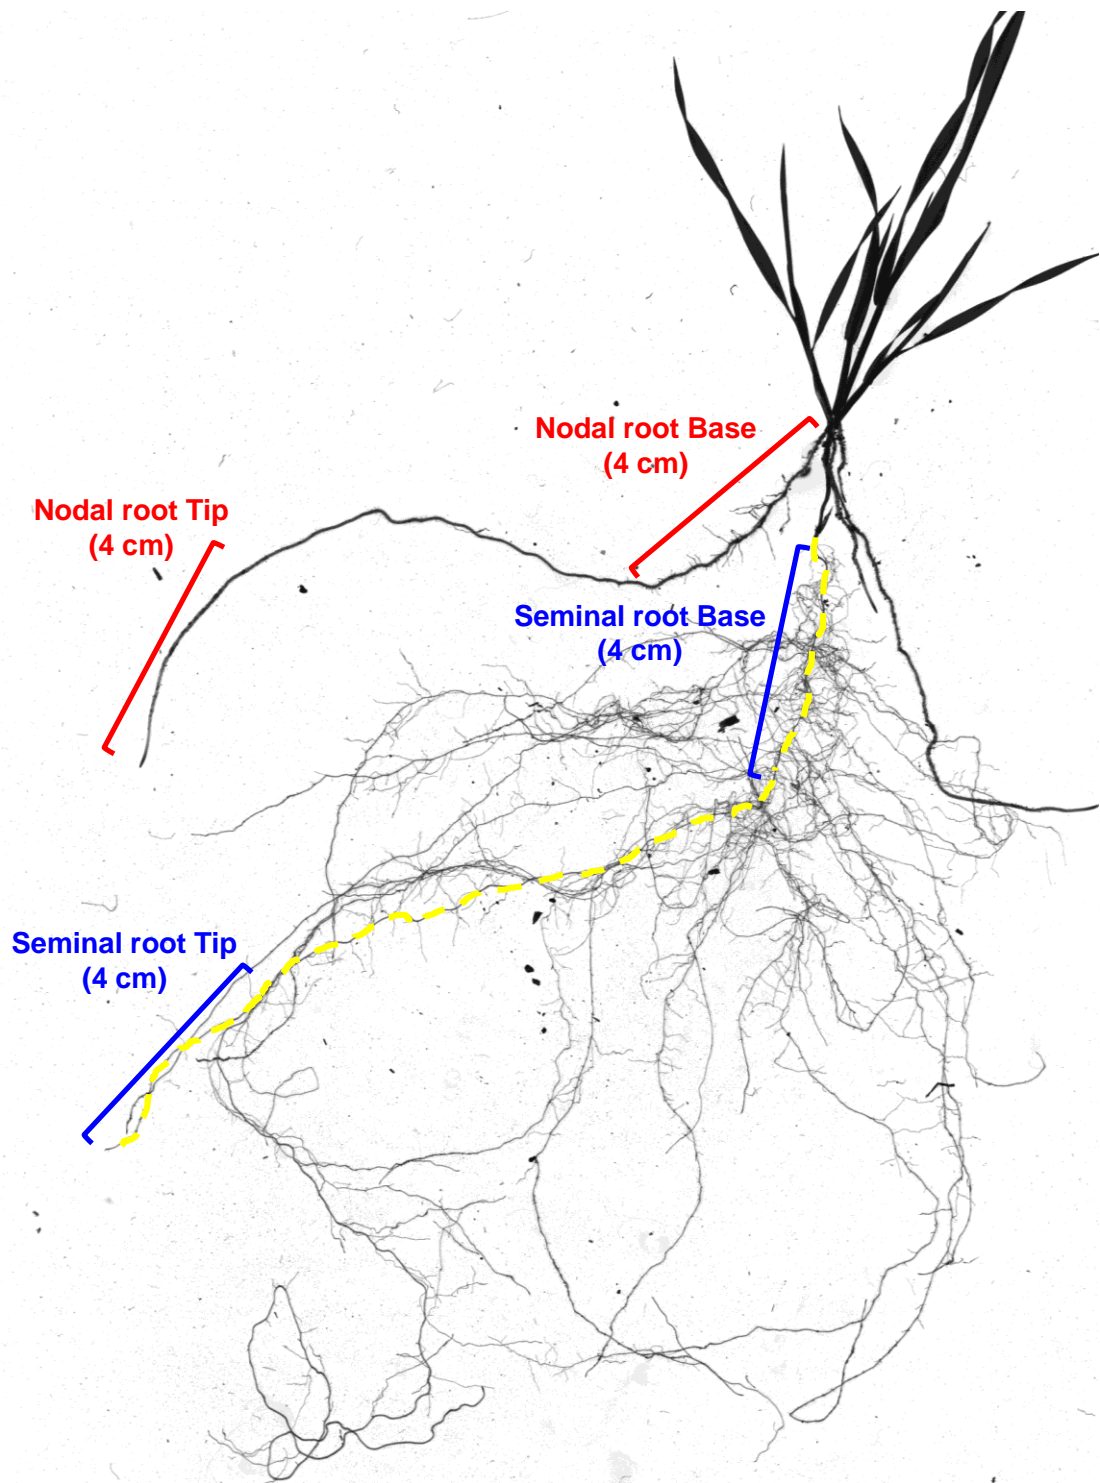 Nodal root Base
(4 cm)
Nodal root Tip
(4 cm)
Seminal root Base
(4 cm)
Seminal root Tip
(4 cm)